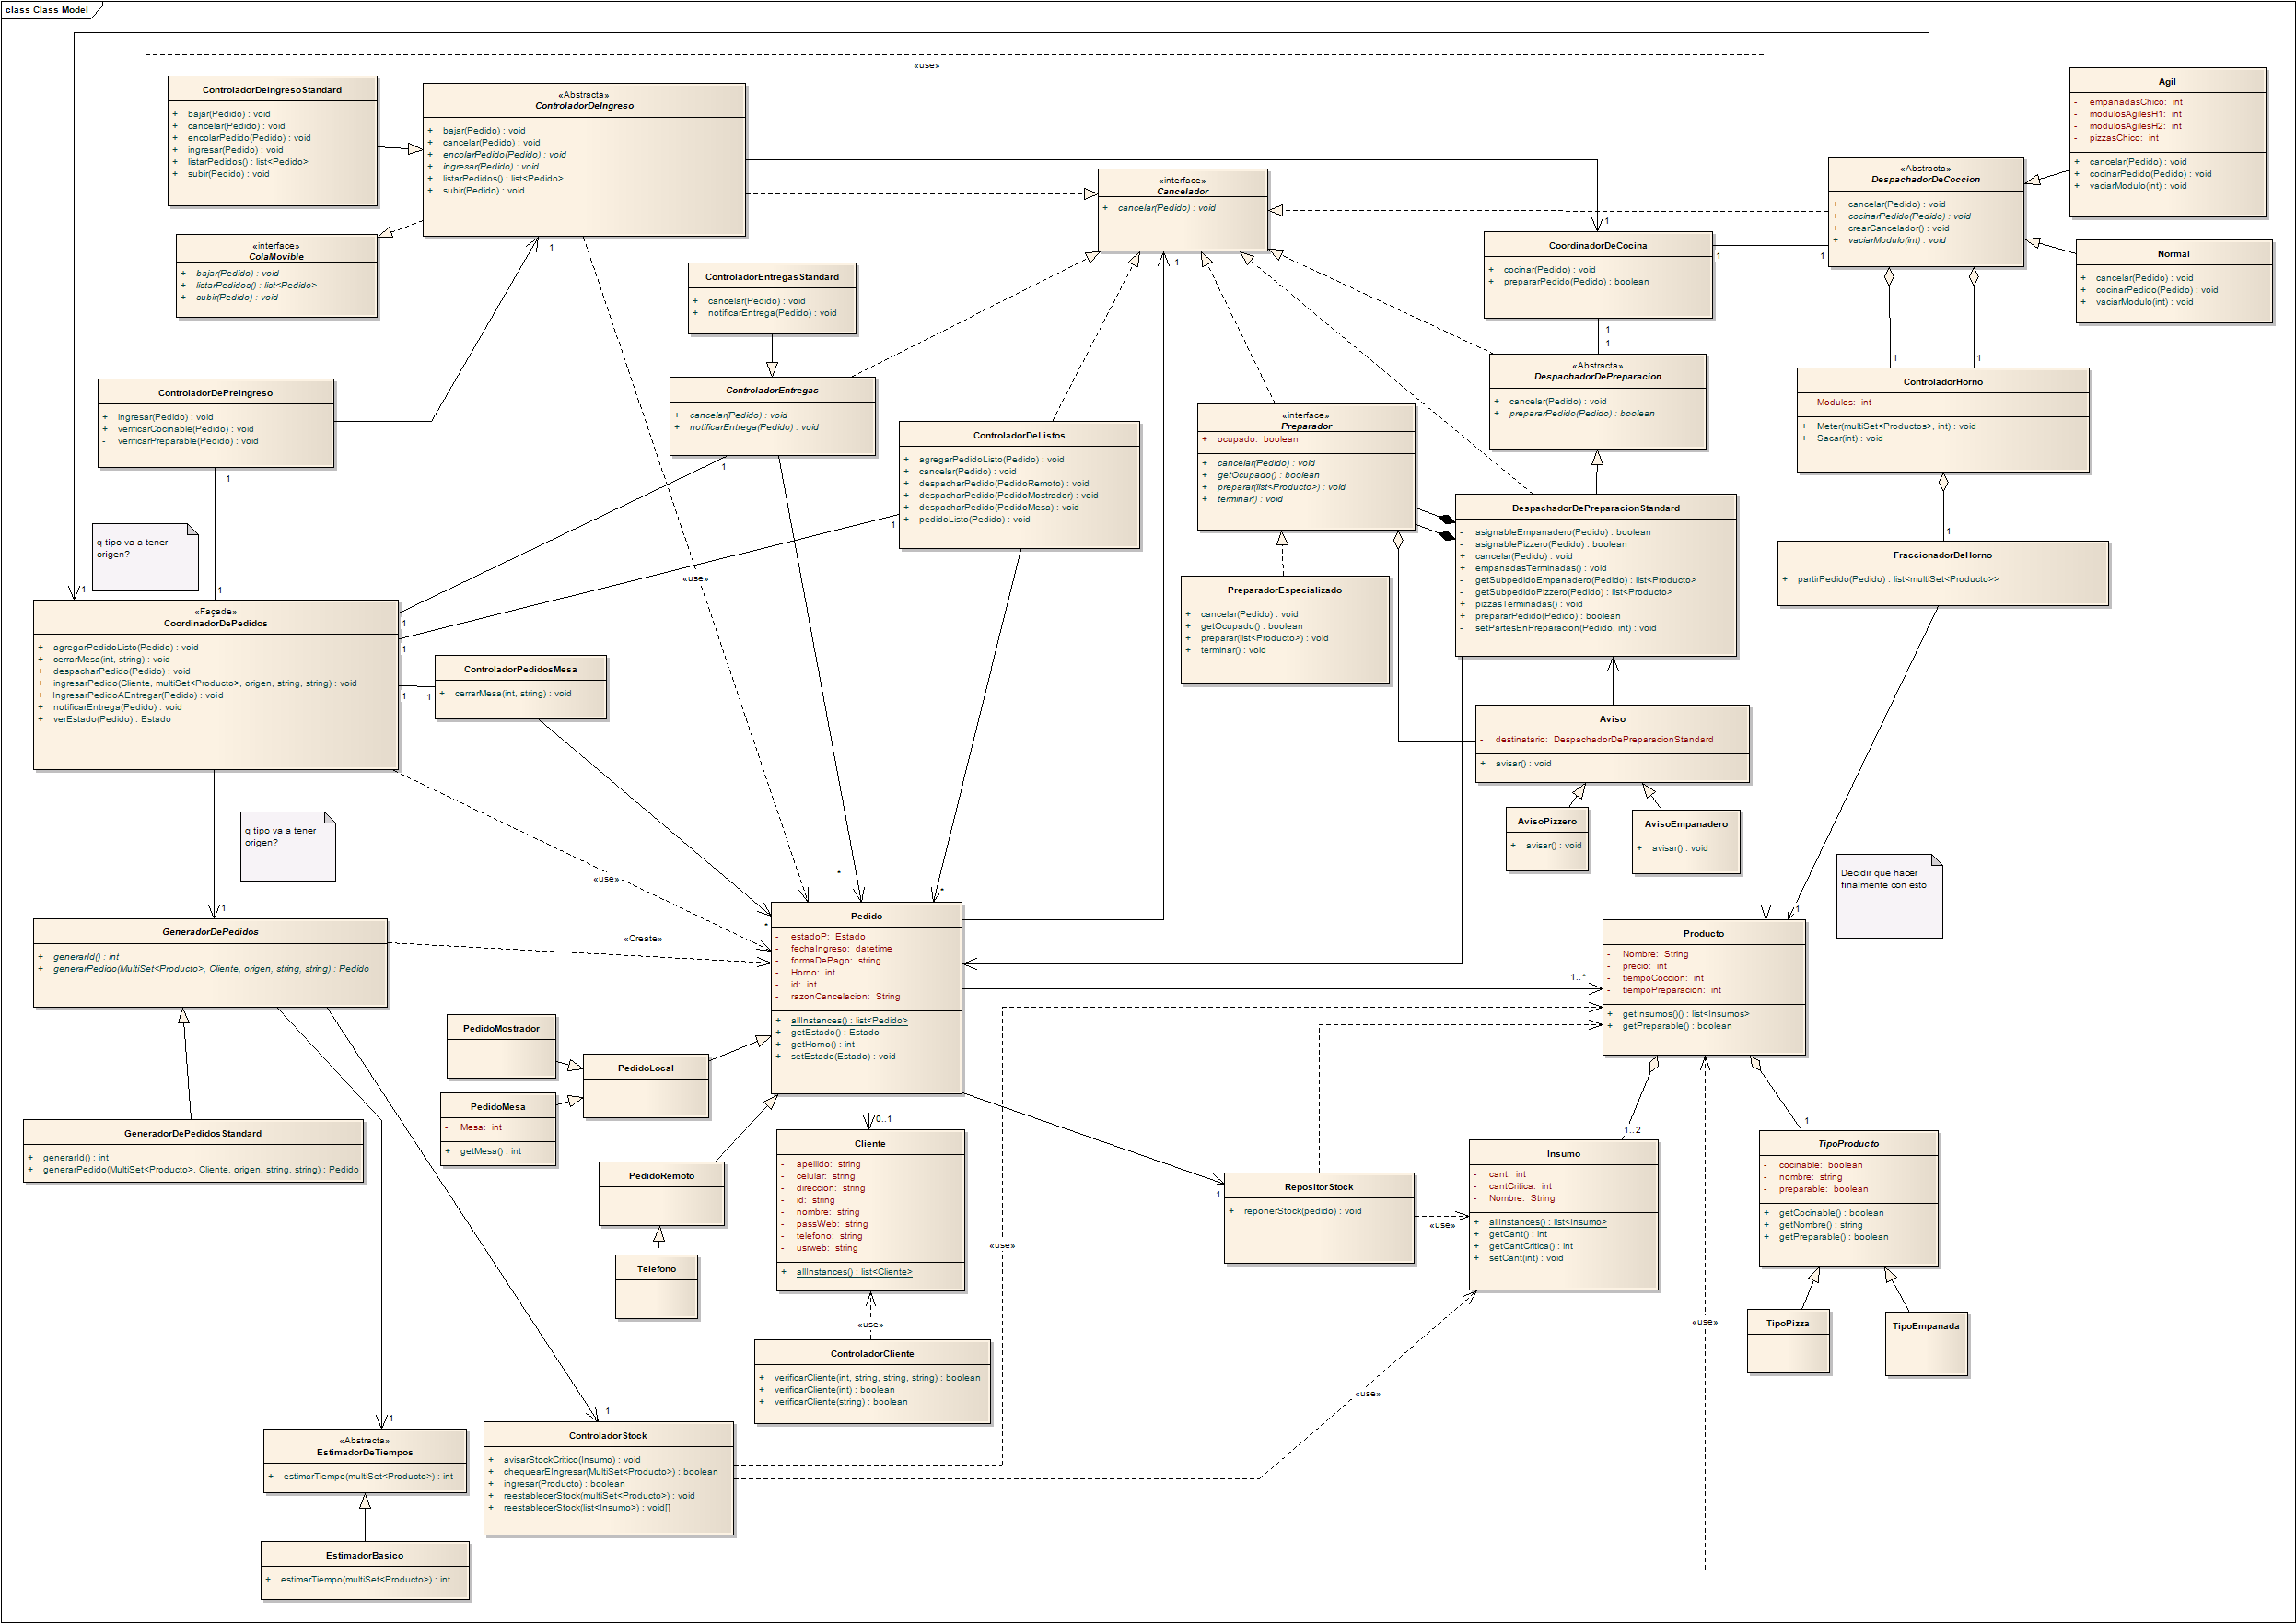 class Class Model
«use»
ControladorDeIngresoStandard
+ bajar(Pedido) : void
+ cancelar(Pedido) : void
+ encolarPedido(Pedido) : void
+ ingresar(Pedido) : void
+ listarPedidos() : list<Pedido>
+ subir(Pedido) : void
«Abstracta»
ControladorDeIngreso
+ bajar(Pedido) : void
+ cancelar(Pedido) : void
+ encolarPedido(Pedido) : void
+ ingresar(Pedido) : void
+ listarPedidos() : list<Pedido>
+ subir(Pedido) : void
«interface»
Cancelador
+ cancelar(Pedido) : void
Agil
- empanadasChico: int
- modulosAgilesH1: int
- modulosAgilesH2: int
- pizzasChico: int
+ cancelar(Pedido) : void
+ cocinarPedido(Pedido) : void
+ vaciarModulo(int) : void
«Abstracta»
DespachadorDeCoccion
+ cancelar(Pedido) : void
+ cocinarPedido(Pedido) : void
+ crearCancelador() : void
+ vaciarModulo(int) : void
Normal
+ cancelar(Pedido) : void
+ cocinarPedido(Pedido) : void
+ vaciarModulo(int) : void
«interface»
ColaMovible
+ bajar(Pedido) : void
+ listarPedidos() : list<Pedido>
+ subir(Pedido) : void
1
ControladorEntregasStandard
+ cancelar(Pedido) : void
+ notificarEntrega(Pedido) : void
1
1
CoordinadorDeCocina
+ cocinar(Pedido) : void
+ prepararPedido(Pedido) : boolean
1
1
1
1
1
1
ControladorDePreIngreso
+ ingresar(Pedido) : void
+ verificarCocinable(Pedido) : void
- verificarPreparable(Pedido) : void
1
ControladorEntregas
+ cancelar(Pedido) : void
+ notificarEntrega(Pedido) : void
1
ControladorDeListos
+ agregarPedidoListo(Pedido) : void
+ cancelar(Pedido) : void
+ despacharPedido(PedidoRemoto) : void
+ despacharPedido(PedidoMostrador) : void
+ despacharPedido(PedidoMesa) : void
+ pedidoListo(Pedido) : void
1
«interface»
Preparador
+ ocupado: boolean
+ cancelar(Pedido) : void
+ getOcupado() : boolean
+ preparar(list<Producto>) : void
+ terminar() : void
«Abstracta»
DespachadorDePreparacion
+ cancelar(Pedido) : void
+ prepararPedido(Pedido) : boolean
ControladorHorno
- Modulos: int
+ Meter(multiSet<Productos>, int) : void
+ Sacar(int) : void
1
FraccionadorDeHorno
+ partirPedido(Pedido) : list<multiSet<Producto>>
DespachadorDePreparacionStandard
- asignableEmpanadero(Pedido) : boolean
- asignablePizzero(Pedido) : boolean
+ cancelar(Pedido) : void
+ empanadasTerminadas() : void
- getSubpedidoEmpanadero(Pedido) : list<Producto>
- getSubpedidoPizzero(Pedido) : list<Producto>
+ pizzasTerminadas() : void
+ prepararPedido(Pedido) : boolean
- setPartesEnPreparacion(Pedido, int) : void
PreparadorEspecializado
+ cancelar(Pedido) : void
+ getOcupado() : boolean
+ preparar(list<Producto>) : void
+ terminar() : void
q tipo va a tener
origen?
«use»
1
1
«Façade»
CoordinadorDePedidos
+ agregarPedidoListo(Pedido) : void
+ cerrarMesa(int, string) : void
+ despacharPedido(Pedido) : void
+ ingresarPedido(Cliente, multiSet<Producto>, origen, string, string) : void
+ IngresarPedidoAEntregar(Pedido) : void
+ notificarEntrega(Pedido) : void
+ verEstado(Pedido) : Estado
1
1
1
1
ControladorPedidosMesa
+ cerrarMesa(int, string) : void
Aviso
- destinatario: DespachadorDePreparacionStandard
+ avisar() : void
AvisoPizzero
+ avisar() : void
AvisoEmpanadero
+ avisar() : void
q tipo va a tener
origen?
«use»
*
*
*
Decidir que hacer
finalmente con esto
1
1
GeneradorDePedidos
+ generarId() : int
+ generarPedido(MultiSet<Producto>, Cliente, origen, string, string) : Pedido
«Create»
Pedido
- estadoP: Estado
- fechaIngreso: datetime
- formaDePago: string
- Horno: int
- id: int
- razonCancelacion: String
+ allInstances() : list<Pedido>
+ getEstado() : Estado
+ getHorno() : int
+ setEstado(Estado) : void
1..*
Producto
- Nombre: String
- precio: int
- tiempoCoccion: int
- tiempoPreparacion: int
+ getInsumos()() : list<Insumos>
+ getPreparable() : boolean
PedidoMostrador
PedidoLocal
PedidoMesa
- Mesa: int
+ getMesa() : int
GeneradorDePedidosStandard
+ generarId() : int
+ generarPedido(MultiSet<Producto>, Cliente, origen, string, string) : Pedido
PedidoRemoto
Telefono
0..1
Cliente
- apellido: string
- celular: string
- direccion: string
- id: string
- nombre: string
- passWeb: string
- telefono: string
- usrweb: string
+ allInstances() : list<Cliente>
«use»
ControladorCliente
+ verificarCliente(int, string, string, string) : boolean
+ verificarCliente(int) : boolean
+ verificarCliente(string) : boolean
«use»
1
RepositorStock
+ reponerStock(pedido) : void
«use»
1..2
Insumo
- cant: int
- cantCritica: int
- Nombre: String
+ allInstances() : list<Insumo>
+ getCant() : int
+ getCantCritica() : int
+ setCant(int) : void
1
TipoProducto
- cocinable: boolean
- nombre: string
- preparable: boolean
+ getCocinable() : boolean
+ getNombre() : string
+ getPreparable() : boolean
TipoPizza
TipoEmpanada
«use»
«use»
1
«Abstracta»
EstimadorDeTiempos
+ estimarTiempo(multiSet<Producto>) : int
1
ControladorStock
+ avisarStockCritico(Insumo) : void
+ chequearEIngresar(MultiSet<Producto>) : boolean
+ ingresar(Producto) : boolean
+ reestablecerStock(multiSet<Producto>) : void
+ reestablecerStock(list<Insumo>) : void[]
EstimadorBasico
+ estimarTiempo(multiSet<Producto>) : int